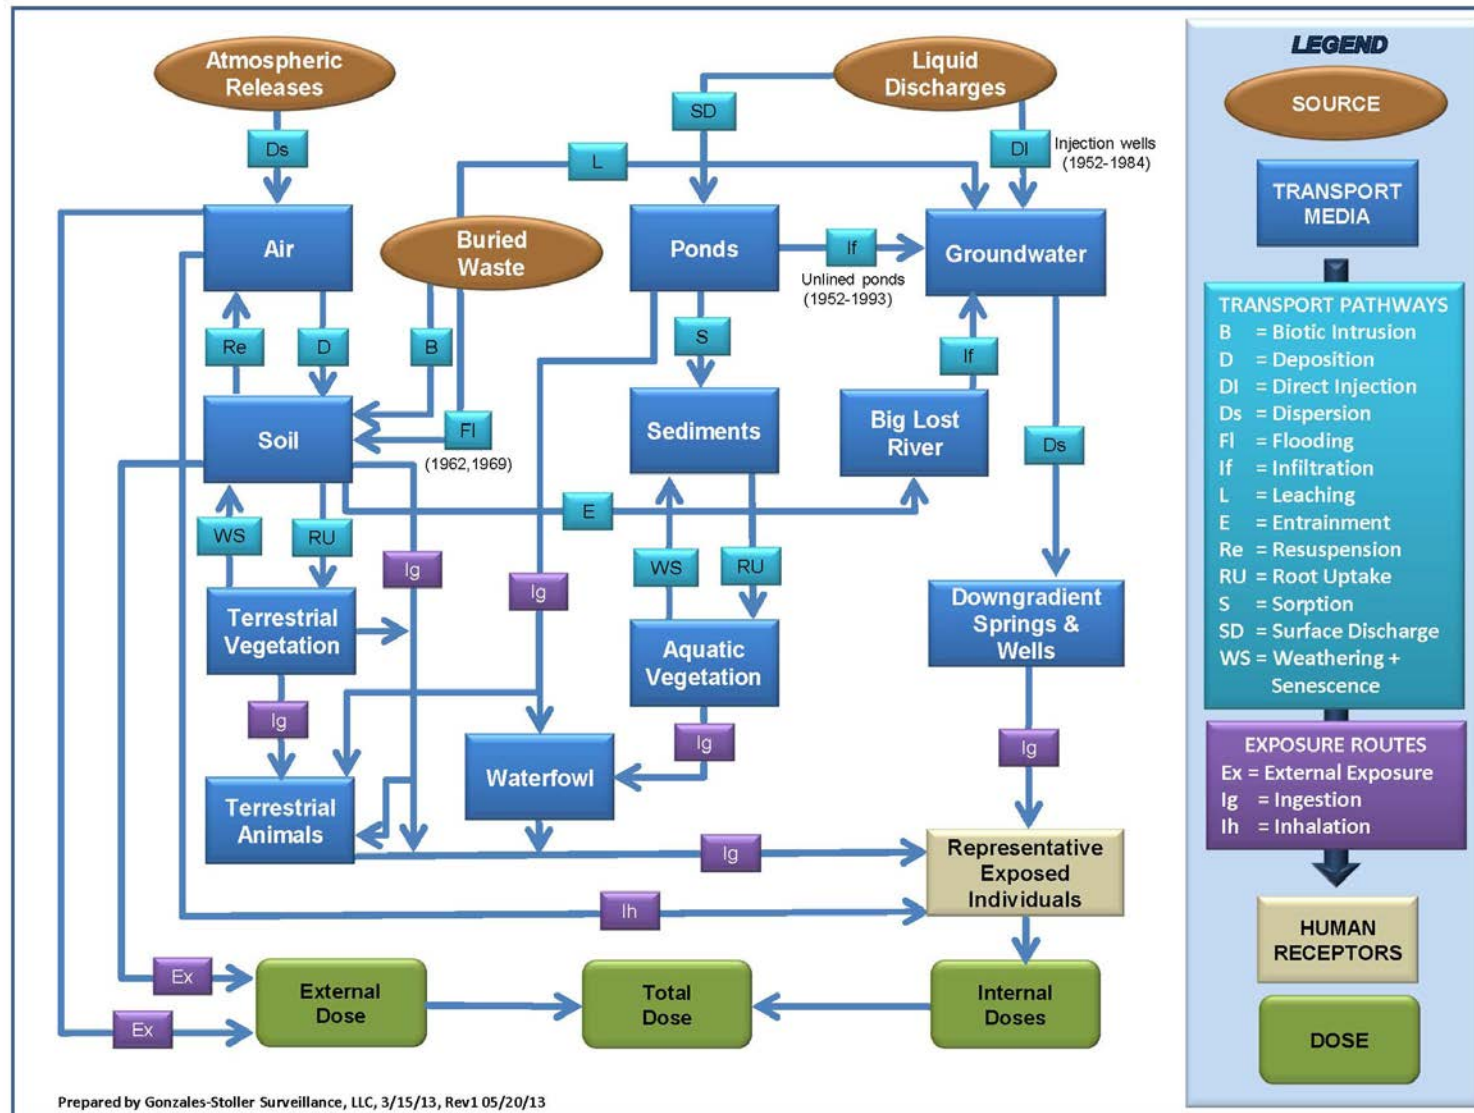 Atmospheric
Releases
Liquid
Discharges
SD
Ds
L
DI
Injection wells
(1952-1984)
Air
Buried
Waste
Ponds
If
Groundwater
Unlined ponds
(1952-1993)
Re
D
B
S
If
Soil
Fl
(1962,1969)
Sediments
Big Lost
River
Ds
E
WS
RU
Ig
Ig
WS
RU
Terrestrial
Vegetation
Aquatic
Vegetation
Downgradient
Springs &
Wells
Ig
Ig
Ig
Terrestrial
Animals
Waterfowl
Ig
Representative
Exposed
Individuals
Ih
Ex
External
Dose
Total
Dose
Internal
Doses
Ex
Prepared by Gonzales-Stoller Surveillance, LLC, 3/15/13, Rev1 05/20/13
LEGEND
SOURCE
TRANSPORT
MEDIA
TRANSPORT PATHWAYS
B = Biotic Intrusion
D = Deposition
DI = Direct Injection
Ds = Dispersion
Fl = Flooding
If = Infiltration
L = Leaching
E = Entrainment
Re = Resuspension
RU = Root Uptake
S = Sorption
SD = Surface Discharge
WS = Weathering +
Senescence
EXPOSURE ROUTES
Ex = External Exposure
Ig = Ingestion
Ih = Inhalation
HUMAN
RECEPTORS
DOSE